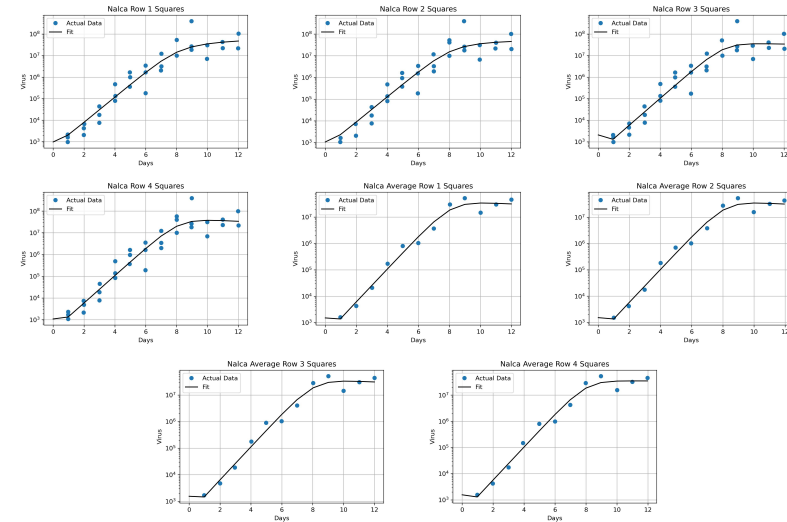 Nalca Row 1 Squares
Actual Data
Fit
10⁸
10⁷
10⁶
10⁵
10⁴
10³
Virus
0 2 4 6 8 10 12
Days
Nalca Row 2 Squares
Actual Data
Fit
10⁸
10⁷
10⁶
10⁵
10⁴
10³
Virus
0 2 4 6 8 10 12
Days
Nalca Row 3 Squares
Actual Data
Fit
10⁸
10⁷
10⁶
10⁵
10⁴
10³
Virus
0 2 4 6 8 10 12
Days
Nalca Row 4 Squares
Actual Data
Fit
10⁸
10⁷
10⁶
10⁵
10⁴
10³
Virus
0 2 4 6 8 10 12
Days
Nalca Average Row 1 Squares
Actual Data
Fit
10⁷
10⁶
10⁵
10⁴
10³
Virus
0 2 4 6 8 10 12
Days
Nalca Average Row 2 Squares
Actual Data
Fit
10⁷
10⁶
10⁵
10⁴
10³
Virus
0 2 4 6 8 10 12
Days
Nalca Average Row 3 Squares
Actual Data
Fit
10⁷
10⁶
10⁵
10⁴
10³
Virus
0 2 4 6 8 10 12
Days
Nalca Average Row 4 Squares
Actual Data
Fit
10⁷
10⁶
10⁵
10⁴
10³
Virus
0 2 4 6 8 10 12
Days